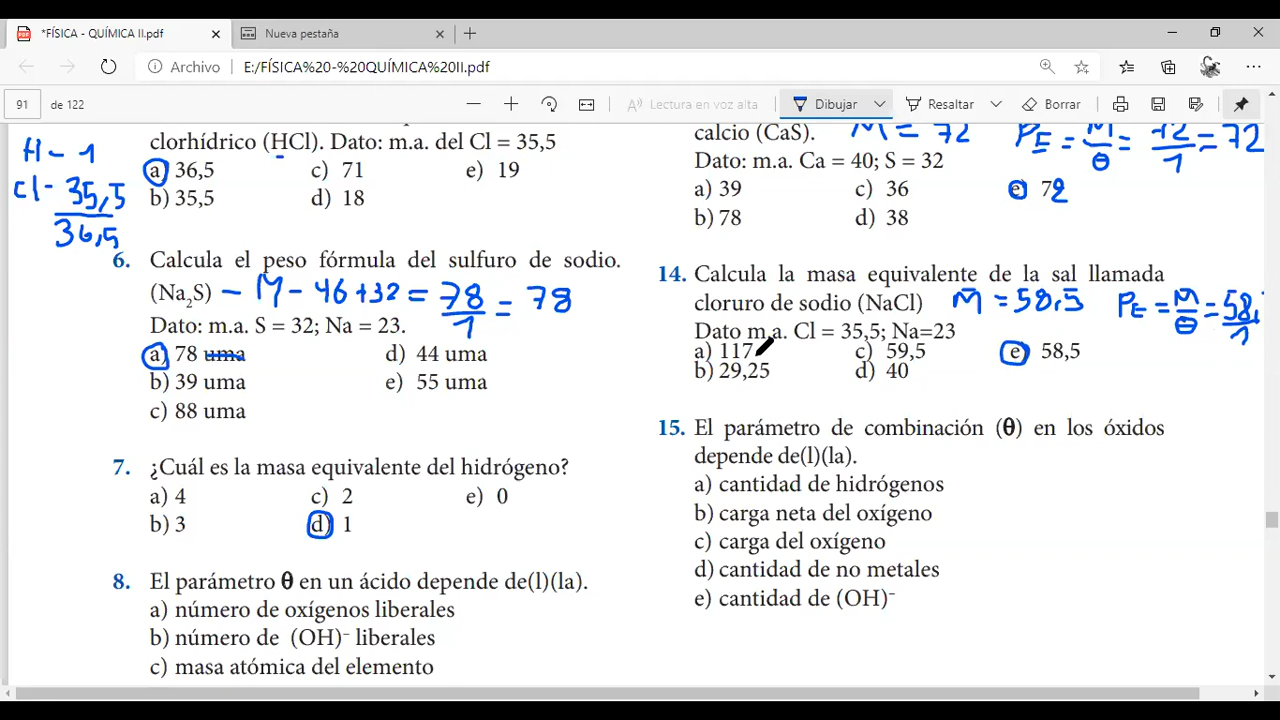 *FÍSICA - QUÍMICA II.pdf
Nueva pestaña
Archivo
E:/FÍSICA%20-%20QUÍMICA%20II.pdf
91
de 122
Lectura en voz alta
Dibujar
Resaltar
Borrar
clorhídrico (HCl). Dato: m.a. del Cl = 35,5
a) 36,5 c) 71 e) 19
b) 35,5 d) 18
H - 1
Cl - 35,5
36,5
6. Calcula el peso fórmula del sulfuro de sodio.
(Na2S) - M - 46+32 = 78/1 = 78
Dato: m.a. S = 32; Na = 23.
a) 78 uma d) 44 uma
b) 39 uma e) 55 uma
c) 88 uma
7. ¿Cuál es la masa equivalente del hidrógeno?
a) 4 c) 2 e) 0
b) 3 d) 1
8. El parámetro θ en un ácido depende de(l)(la).
a) número de oxígenos liberales
b) número de (OH)⁻ liberales
c) masa atómica del elemento
calcio (CaS). M = 72 PE = M/θ = 72/1 = 72
Dato: m.a. Ca = 40; S = 32
a) 39 c) 36 e) 72
b) 78 d) 38
14. Calcula la masa equivalente de la sal llamada
cloruro de sodio (NaCl) M̄ = 58,5 PE = M/θ = 58,/1
Dato m.a. Cl = 35,5; Na=23
a) 117 c) 59,5 e) 58,5
b) 29,25 d) 40
15. El parámetro de combinación (θ) en los óxidos
depende de(l)(la).
a) cantidad de hidrógenos
b) carga neta del oxígeno
c) carga del oxígeno
d) cantidad de no metales
e) cantidad de (OH)⁻